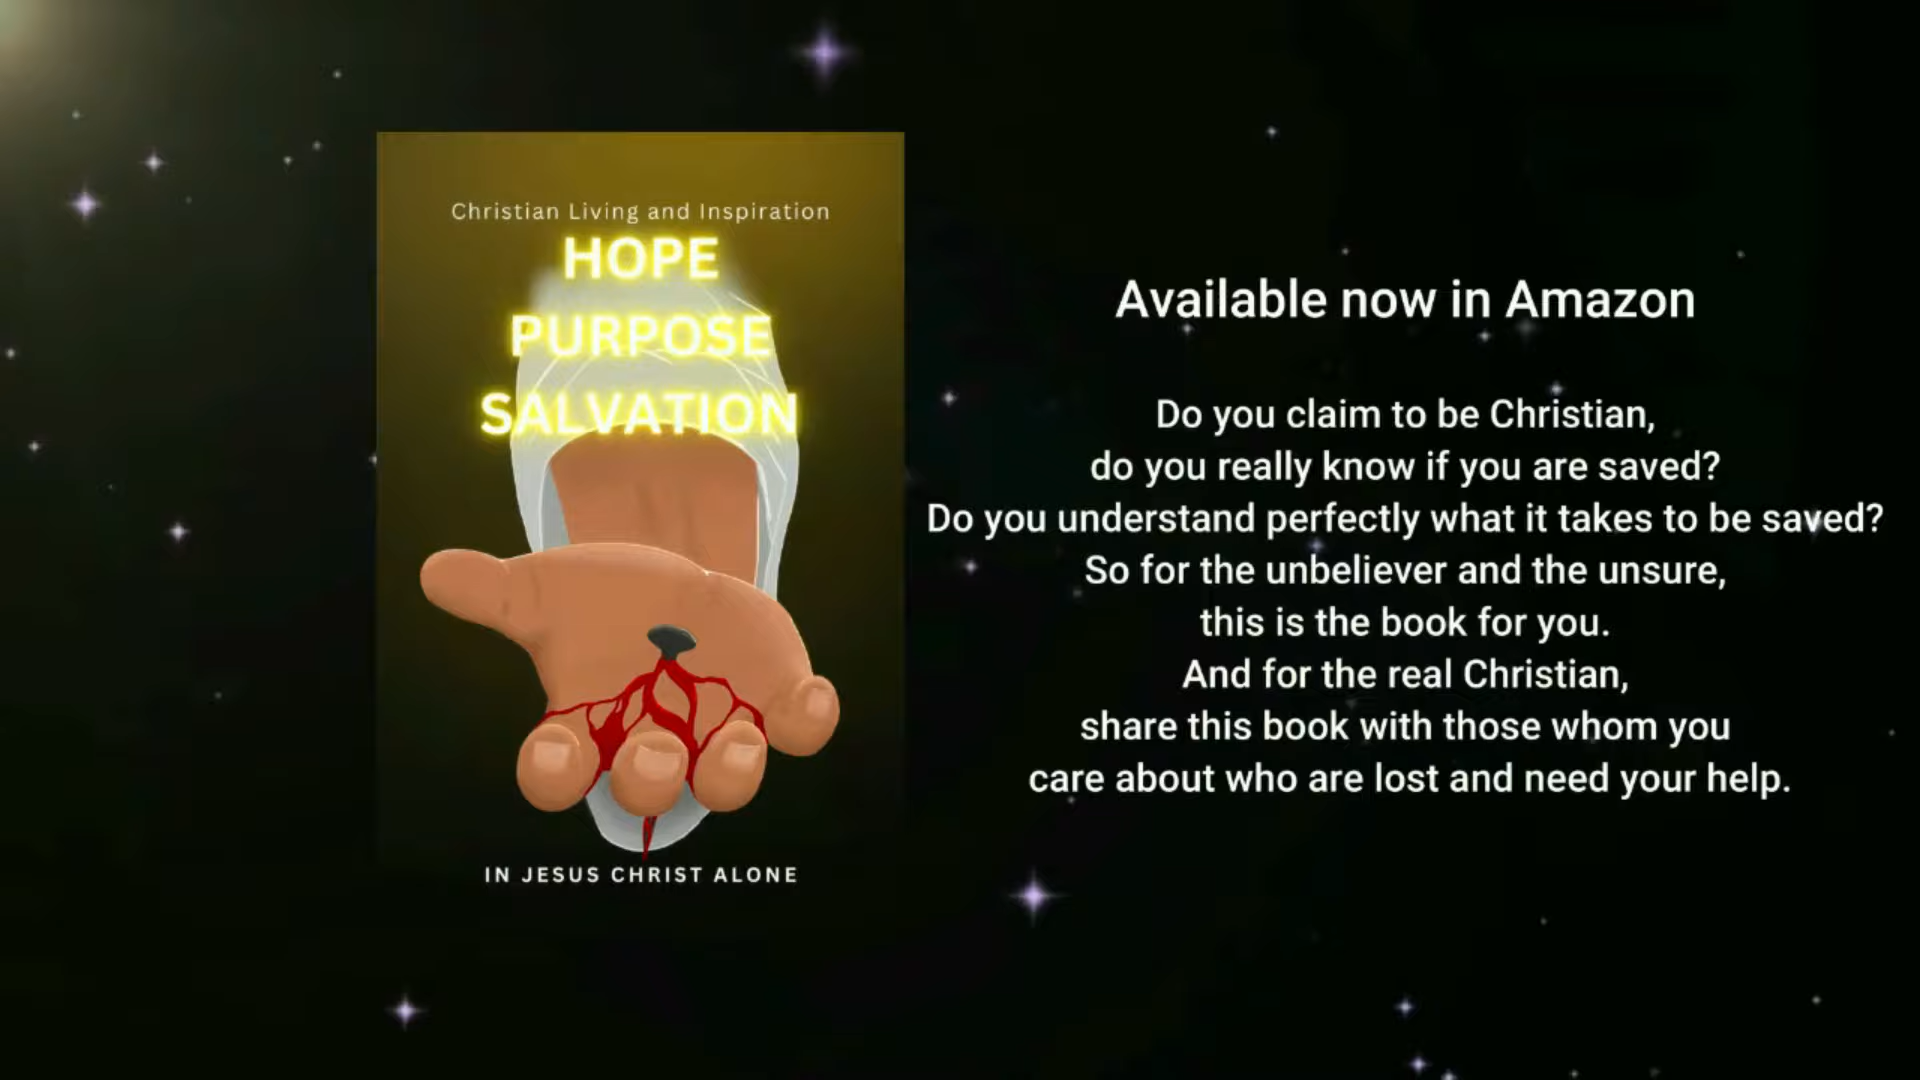 Christian Living and Inspiration
HOPE
PURPOSE
SALVATION
IN JESUS CHRIST ALONE
Available now in Amazon
Do you claim to be Christian,
do you really know if you are saved?
Do you understand perfectly what it takes to be saved?
So for the unbeliever and the unsure,
this is the book for you.
And for the real Christian,
share this book with those whom you
care about who are lost and need your help.